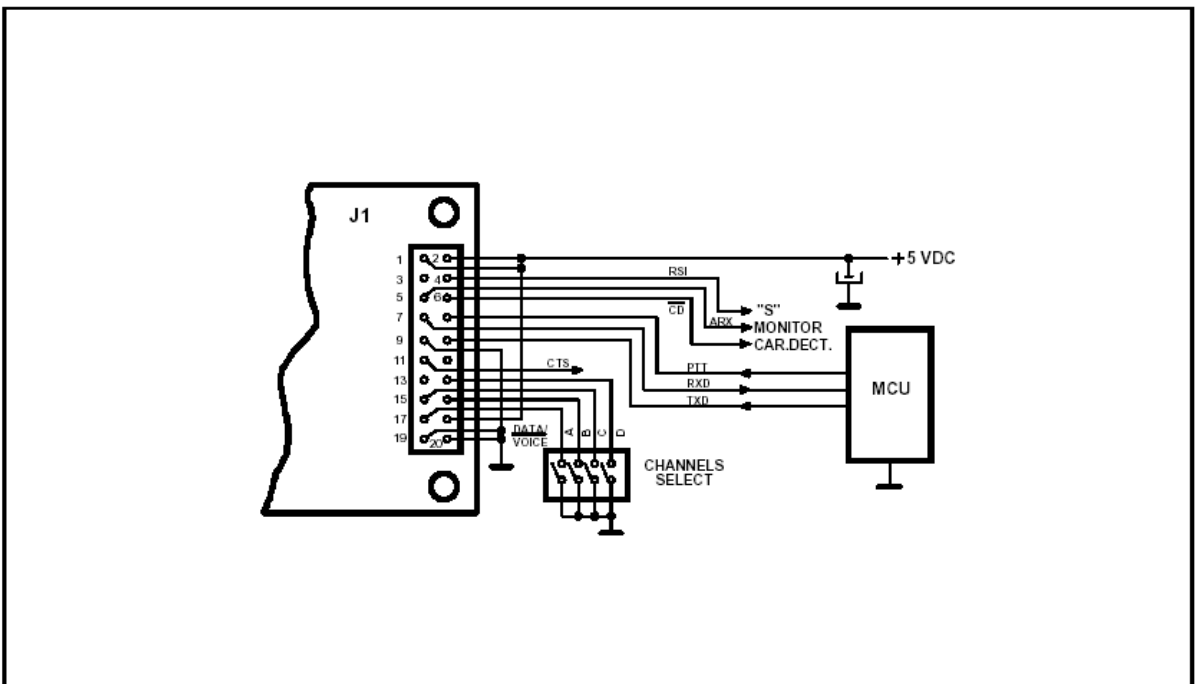 J1
1 2
3 4
5 6
7
9
11
13
15
17
19 20
+5 VDC
RSI
CD
ARX
"S"
MONITOR
CAR.DECT.
CTS
PTT
RXD
TXD
MCU
DATA/
VOICE
A
B
C
D
CHANNELS
SELECT